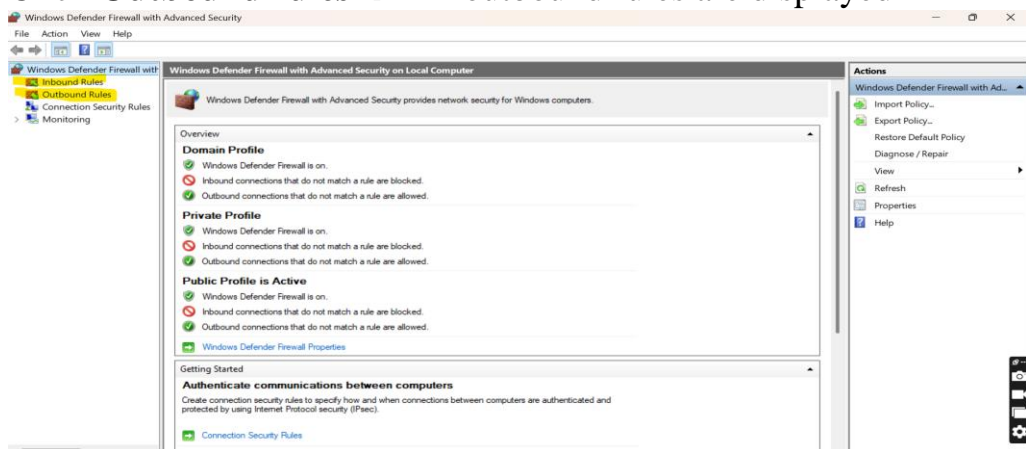 Windows Defender Firewall with Advanced Security
File Action View Help
Windows Defender Firewall with
Inbound Rules
Outbound Rules
Connection Security Rules
Monitoring
Windows Defender Firewall with Advanced Security on Local Computer
Windows Defender Firewall with Advanced Security provides network security for Windows computers.
Overview
Domain Profile
Windows Defender Firewall is on.
Inbound connections that do not match a rule are blocked.
Outbound connections that do not match a rule are allowed.
Private Profile
Windows Defender Firewall is on.
Inbound connections that do not match a rule are blocked.
Outbound connections that do not match a rule are allowed.
Public Profile is Active
Windows Defender Firewall is on.
Inbound connections that do not match a rule are blocked.
Outbound connections that do not match a rule are allowed.
Windows Defender Firewall Properties
Getting Started
Authenticate communications between computers
Create connection security rules to specify how and when connections between computers are authenticated and
protected by using Internet Protocol security (IPsec).
Connection Security Rules
Actions
Windows Defender Firewall with Ad...
Import Policy...
Export Policy...
Restore Default Policy
Diagnose / Repair
View
Refresh
Properties
Help